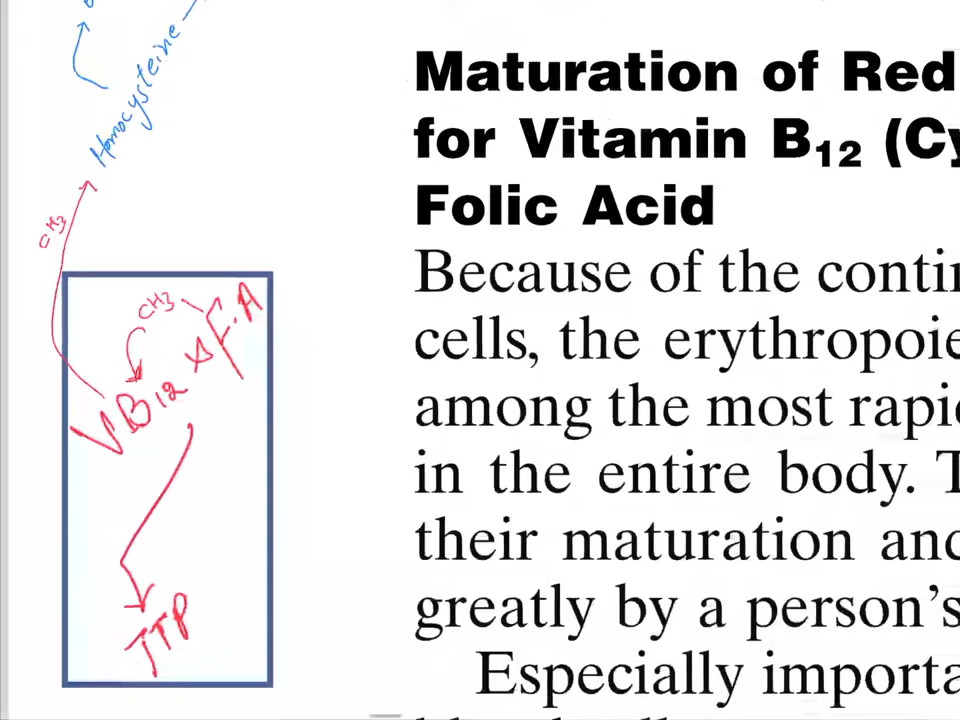 Homocysteine
CH3
CH3
F.A
VB12
TTP
Maturation of Red
for Vitamin B12 (Cy
Folic Acid
Because of the contin
cells, the erythropoie
among the most rapid
in the entire body. T
their maturation and
greatly by a person's
Especially importa